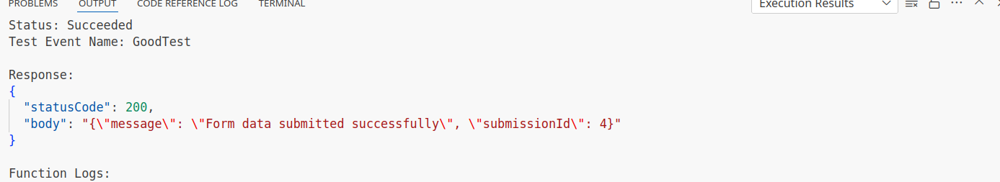 PROBLEMS OUTPUT CODE REFERENCE LOG TERMINAL Execution Results
Status: Succeeded
Test Event Name: GoodTest
Response:
{
"statusCode": 200,
"body": "{\"message\": \"Form data submitted successfully\", \"submissionId\": 4}"
}
Function Logs: